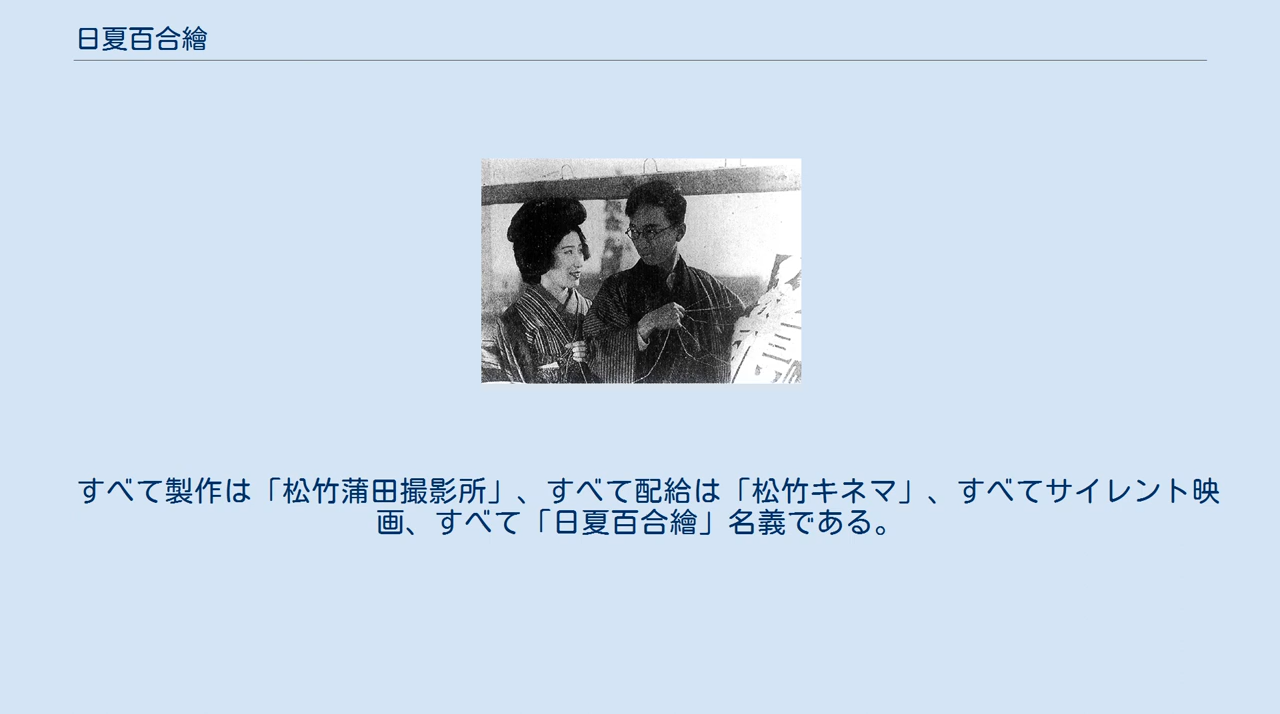 日夏百合繪
すべて製作は「松竹蒲田撮影所」、すべて配給は「松竹キネマ」、すべてサイレント映
画、すべて「日夏百合繪」名義である。